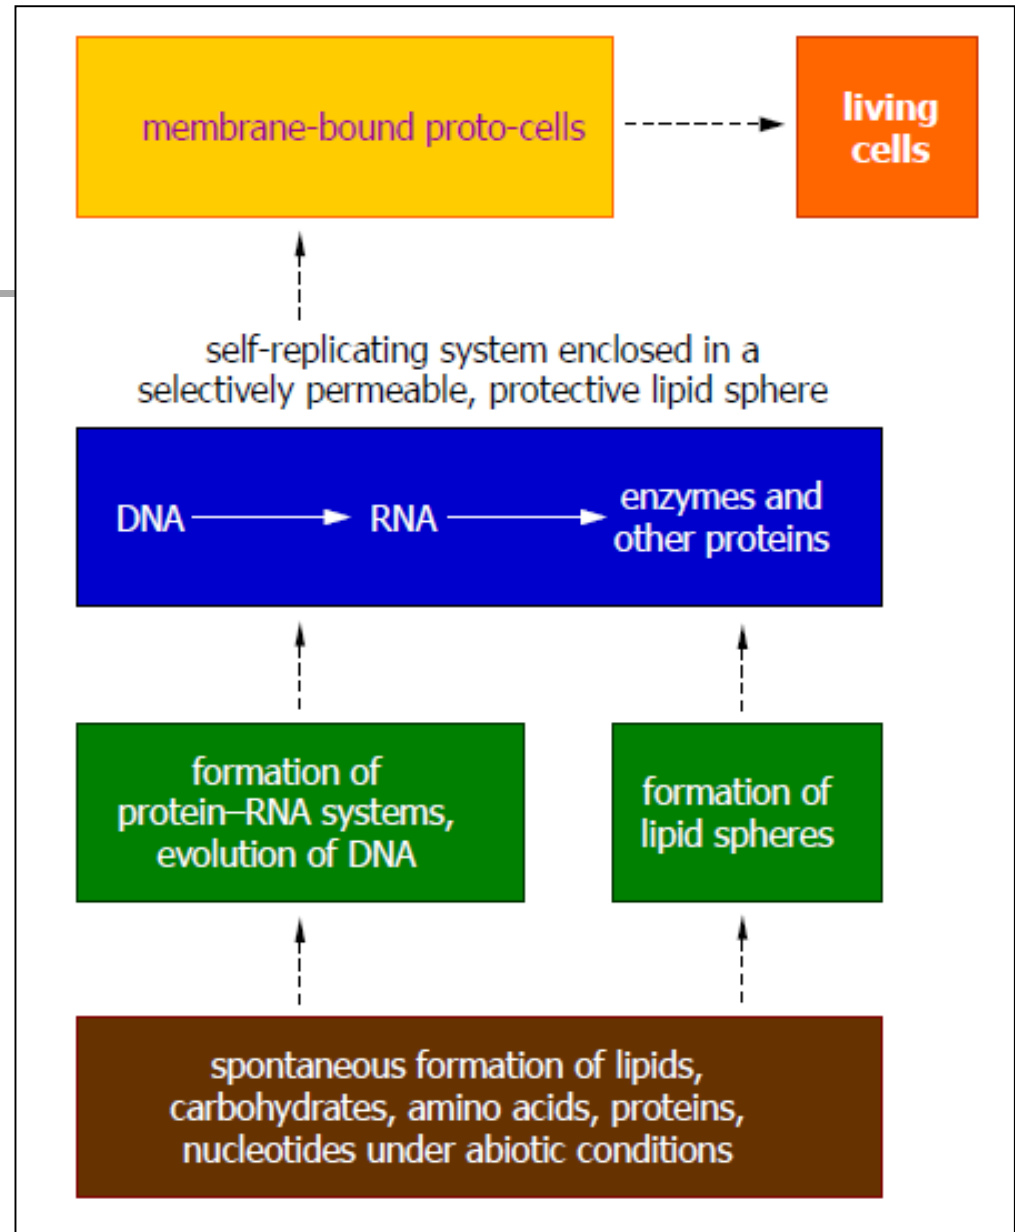 membrane-bound proto-cells
living
cells
self-replicating system enclosed in a
selectively permeable, protective lipid sphere
DNA
RNA
enzymes and
other proteins
formation of
protein–RNA systems,
evolution of DNA
formation of
lipid spheres
spontaneous formation of lipids,
carbohydrates, amino acids, proteins,
nucleotides under abiotic conditions